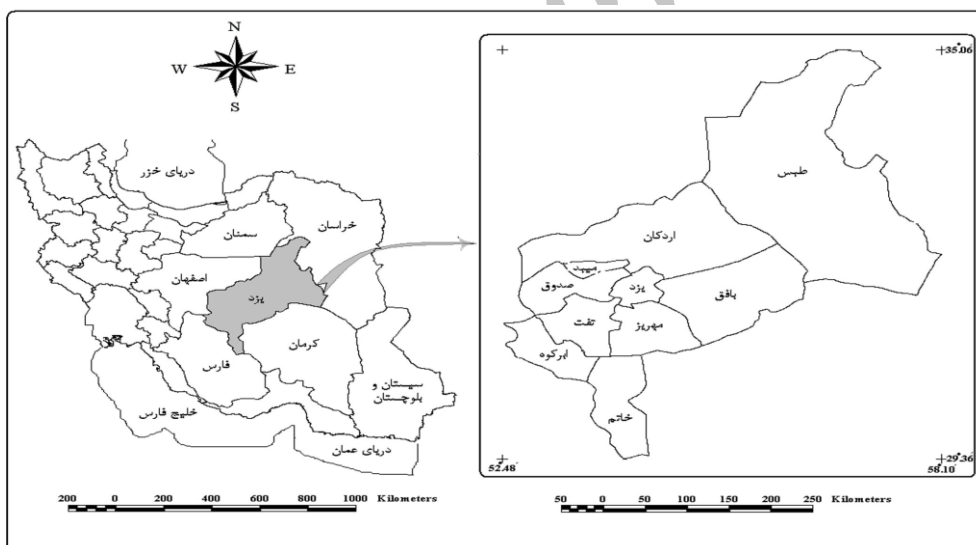 N
W
E
S
دریای خزر
سمنان
خراسان
اصفهان
یزد
کرمان
فارس
سیستان و
بلوچستان
خلیج فارس
دریای عمان
200 0 200 400 600 800 1000 Kilometers
35.06
طبس
اردکان
میبد
صدوق
یزد
بافق
تفت
مهریز
ابرکوه
خاتم
52.48
29.36
58.10
50 0 50 100 150 200 250 Kilometers